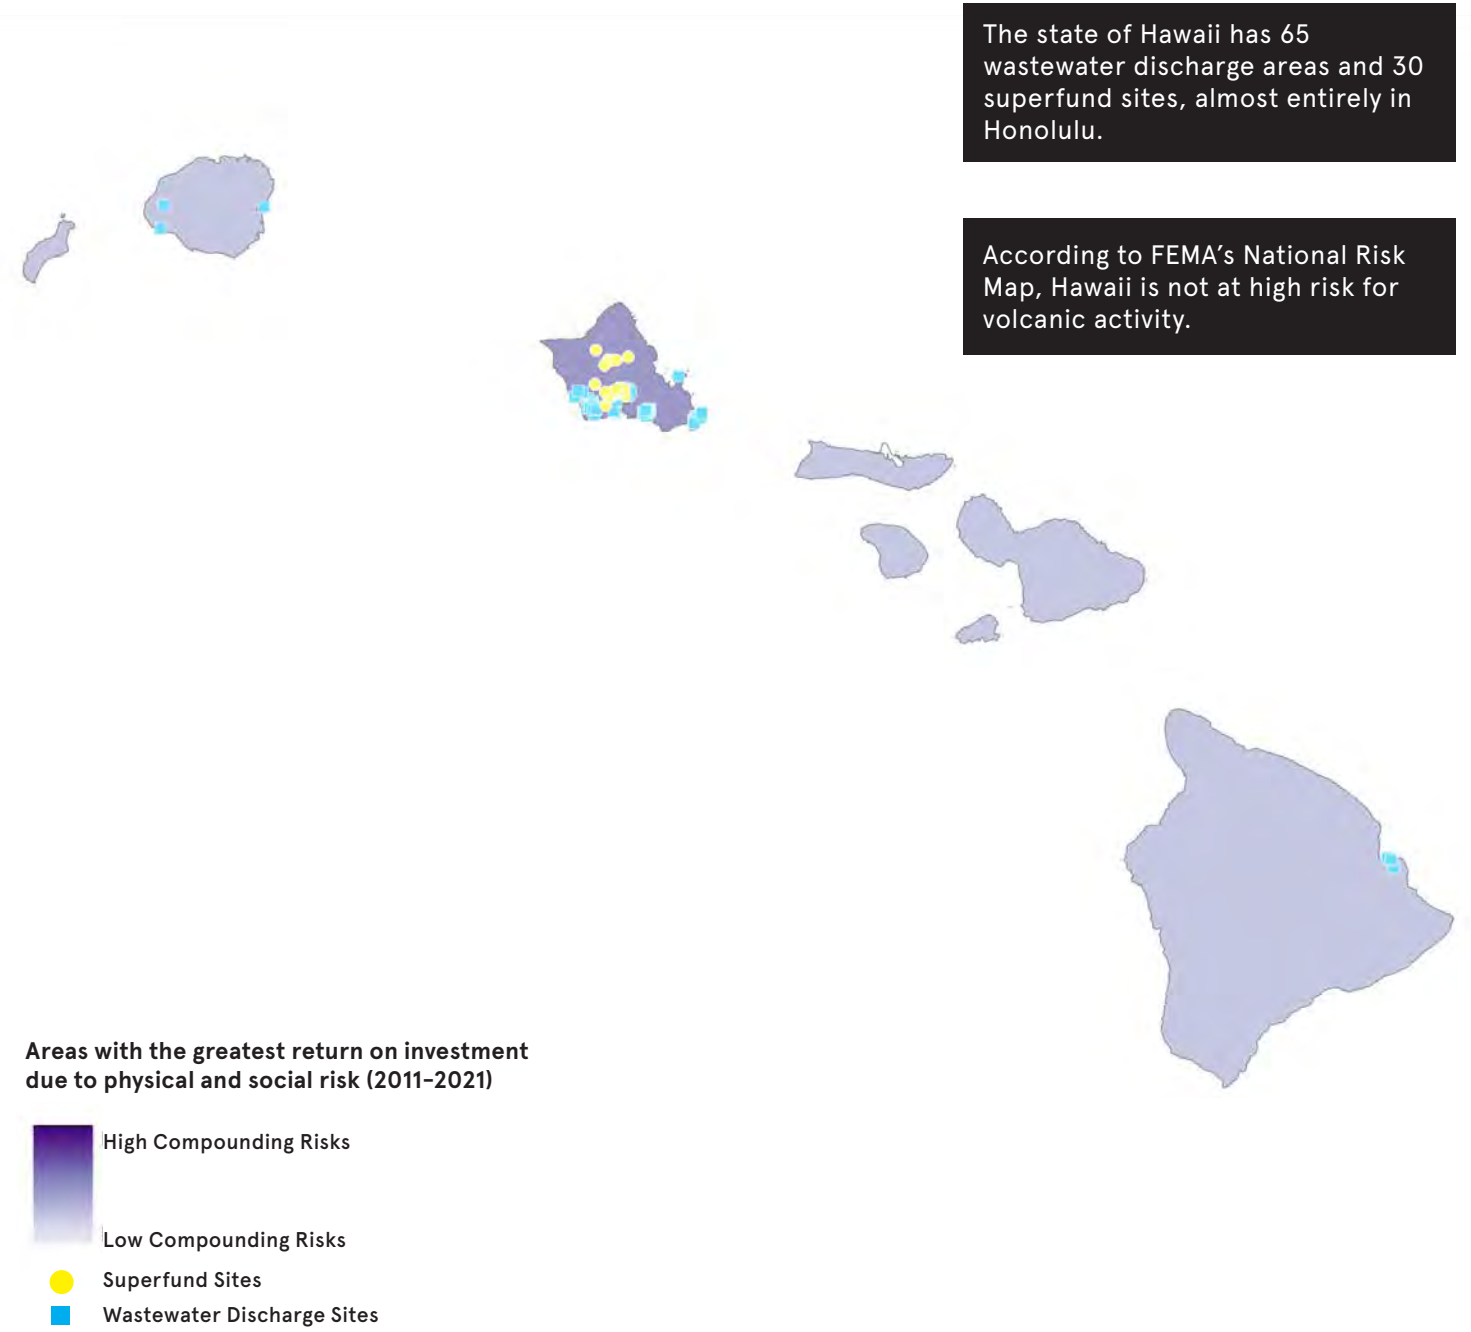 The state of Hawaii has 65
wastewater discharge areas and 30
superfund sites, almost entirely in
Honolulu.
According to FEMA’s National Risk
Map, Hawaii is not at high risk for
volcanic activity.
Areas with the greatest return on investment
due to physical and social risk (2011-2021)
High Compounding Risks
Low Compounding Risks
Superfund Sites
Wastewater Discharge Sites